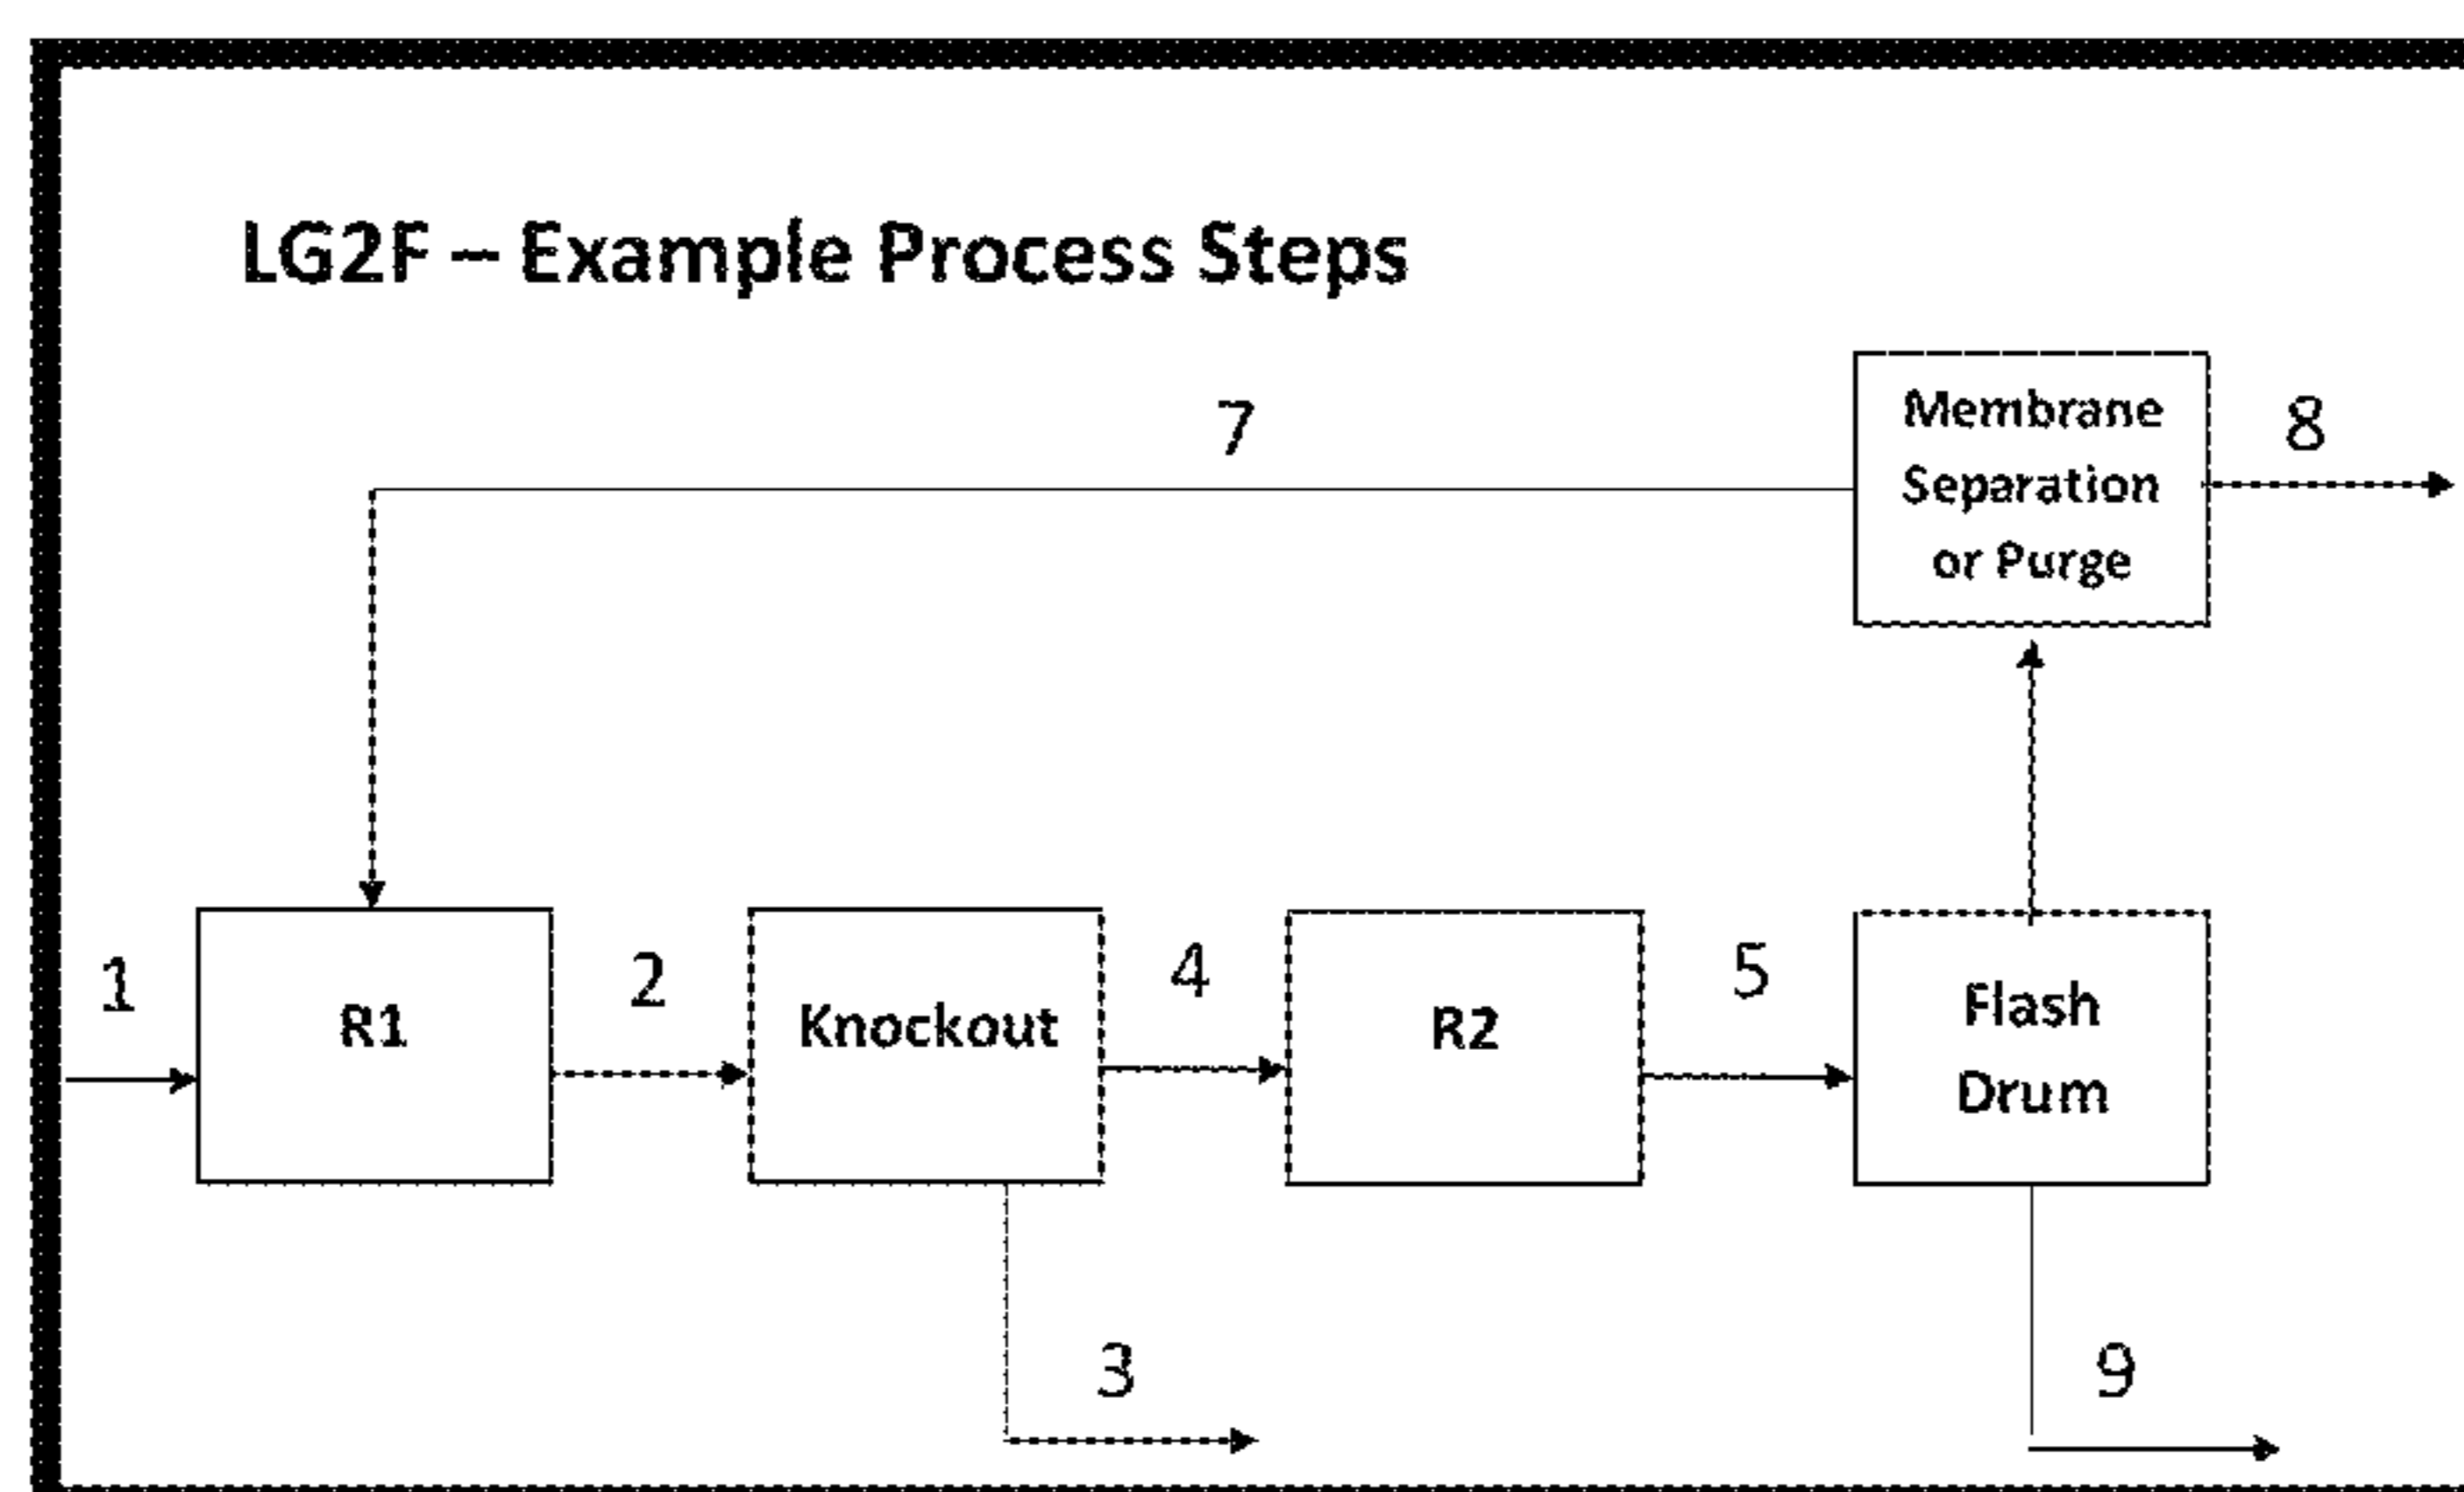 LG2F – Example Process Steps
7
Membrane
Separation
or Purge
8
1
R1
2
Knockout
4
R2
5
Flash
Drum
3
9